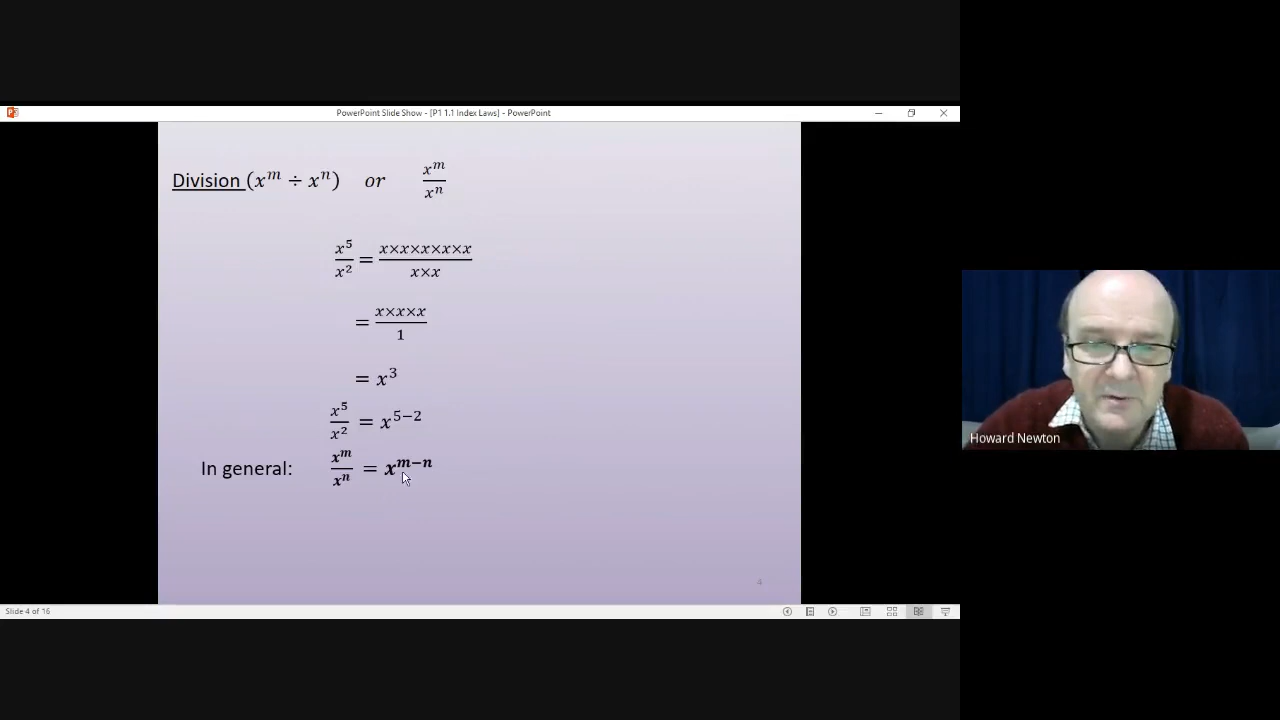 PowerPoint Slide Show - [P1 1.1 Index Laws] - PowerPoint
Division (x^m ÷ x^n) or x^m/x^n
x^5/x^2 = x×x×x×x×x/x×x
= x×x×x/1
= x^3
x^5/x^2 = x^{5−2}
In general: x^m/x^n = x^{m−n}
4
Slide 4 of 16
Howard Newton